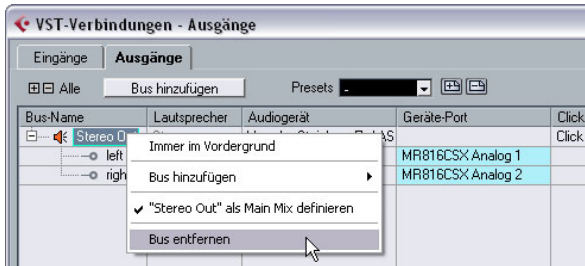 VST-Verbindungen - Ausgänge
Eingänge Ausgänge
Alle Bus hinzufügen Presets -
Bus-Name Lautsprecher Audiogerät Geräte-Port Click
Stereo Click
left MR816CSX Analog 1
MR816CSX Analog 2
Immer im Vordergrund
Bus hinzufügen
"Stereo Out" als Main Mix definieren
Bus entfernen